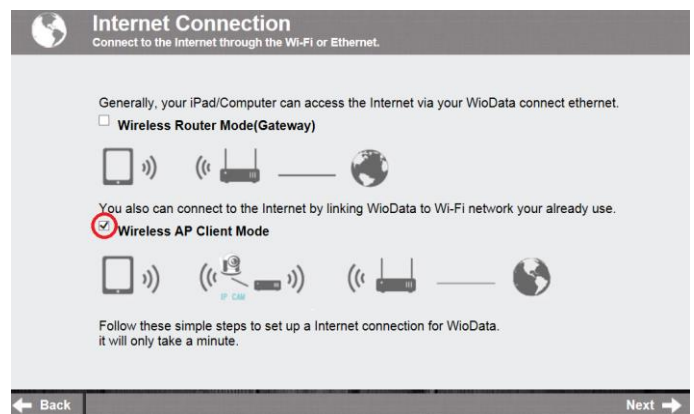 Internet Connection
Connect to the Internet through the Wi-Fi or Ethernet.
Generally, your iPad/Computer can access the Internet via your WioData connect ethernet.
Wireless Router Mode(Gateway)
You also can connect to the Internet by linking WioData to Wi-Fi network your already use.
Wireless AP Client Mode
IP CAM
Follow these simple steps to set up a Internet connection for WioData.
it will only take a minute.
Back
Next